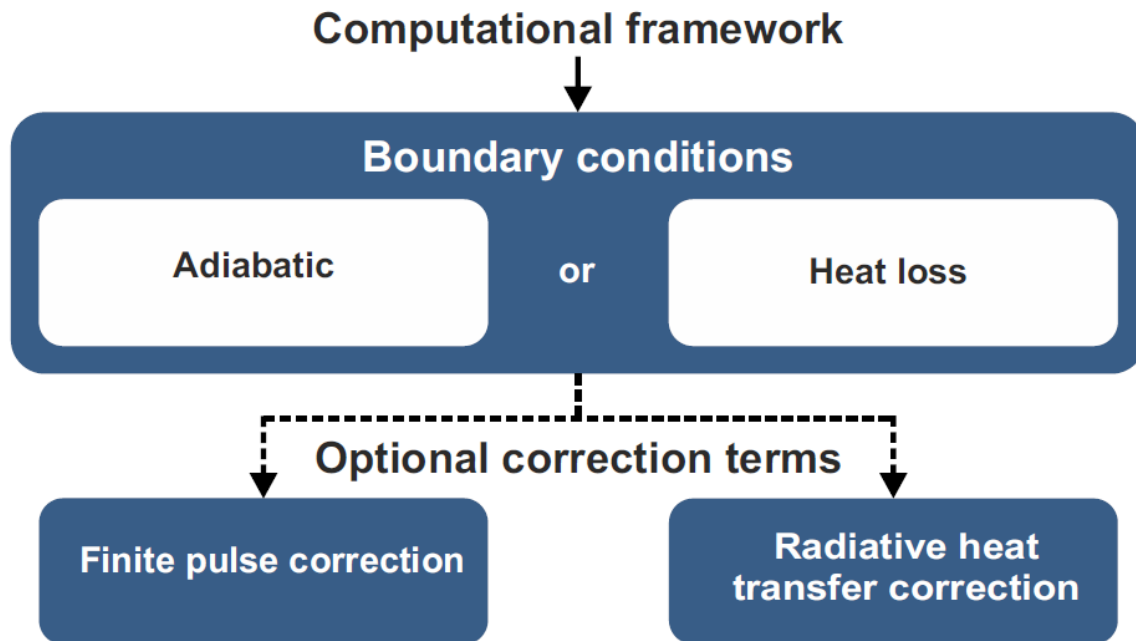 Computational framework
Boundary conditions
Adiabatic
or
Heat loss
Optional correction terms
Finite pulse correction
Radiative heat
transfer correction